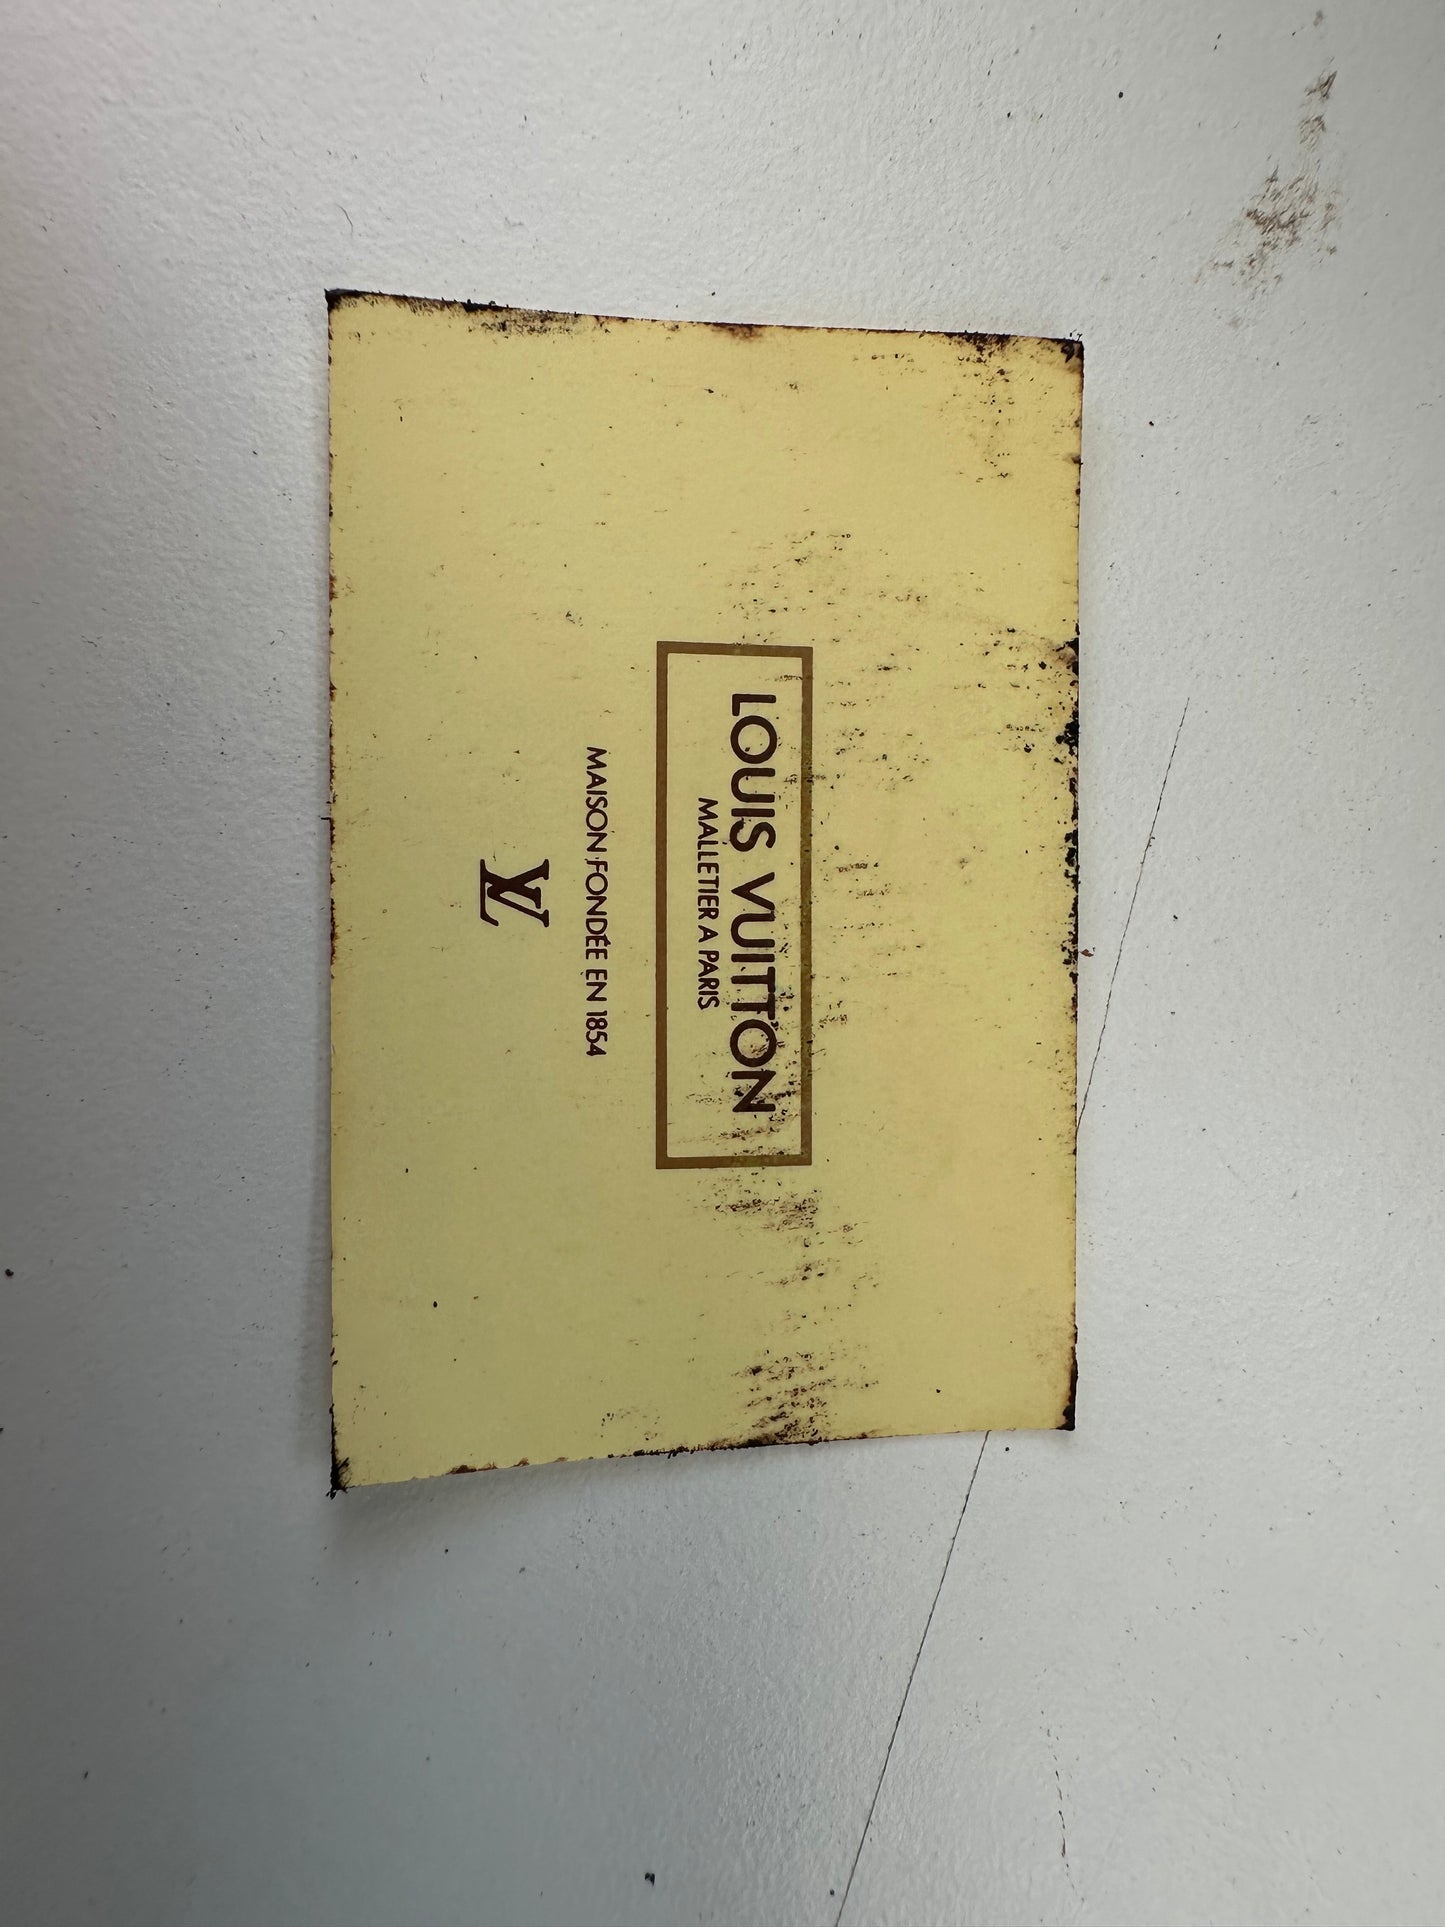 LOUIS VUITTON
MALLETIER A PARIS
MAISON FONDÉE EN 1854
LV